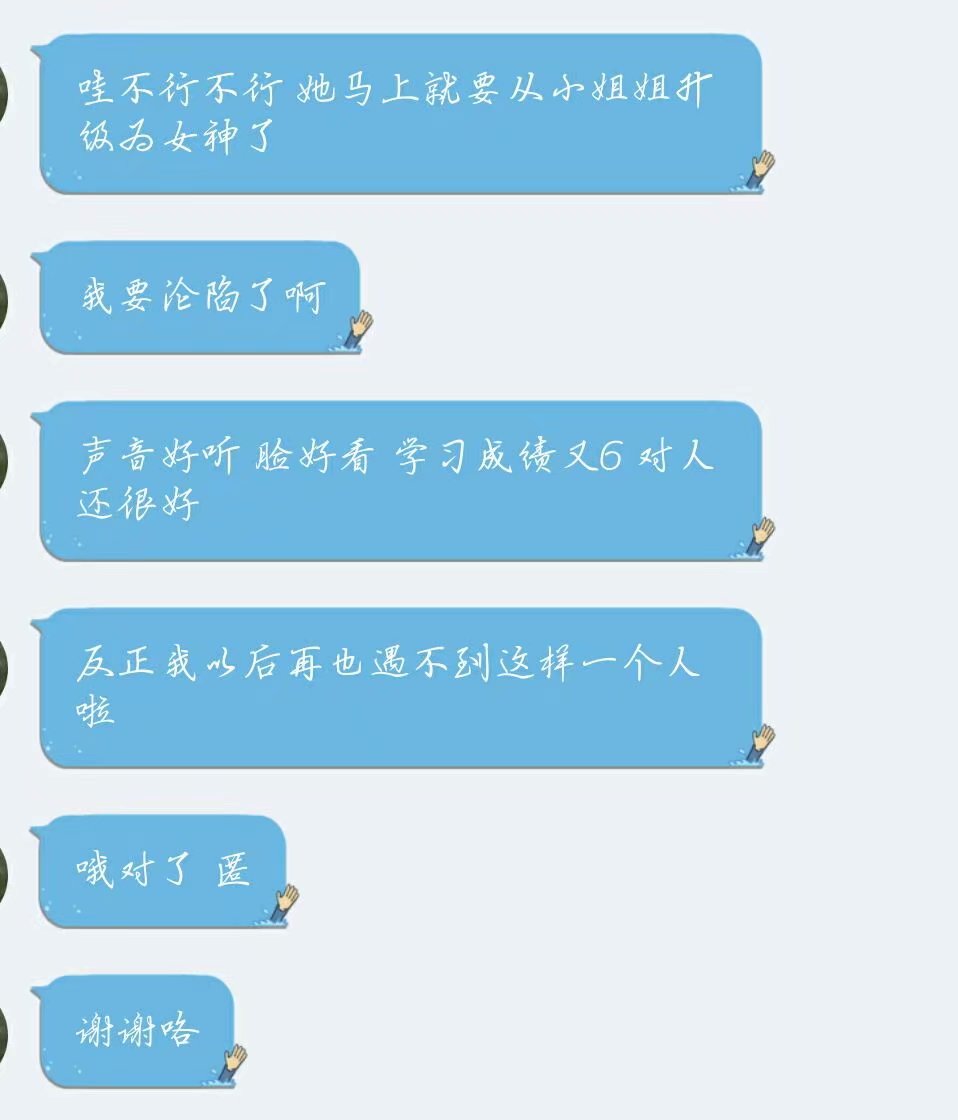 哇不行不行 她马上就要从小姐姐升
级为女神了
我要沦陷了啊
声音好听 脸好看 学习成绩又6 对人
还很好
反正我以后再也遇不到这样一个人
啦
哦对了 匿
谢谢咯